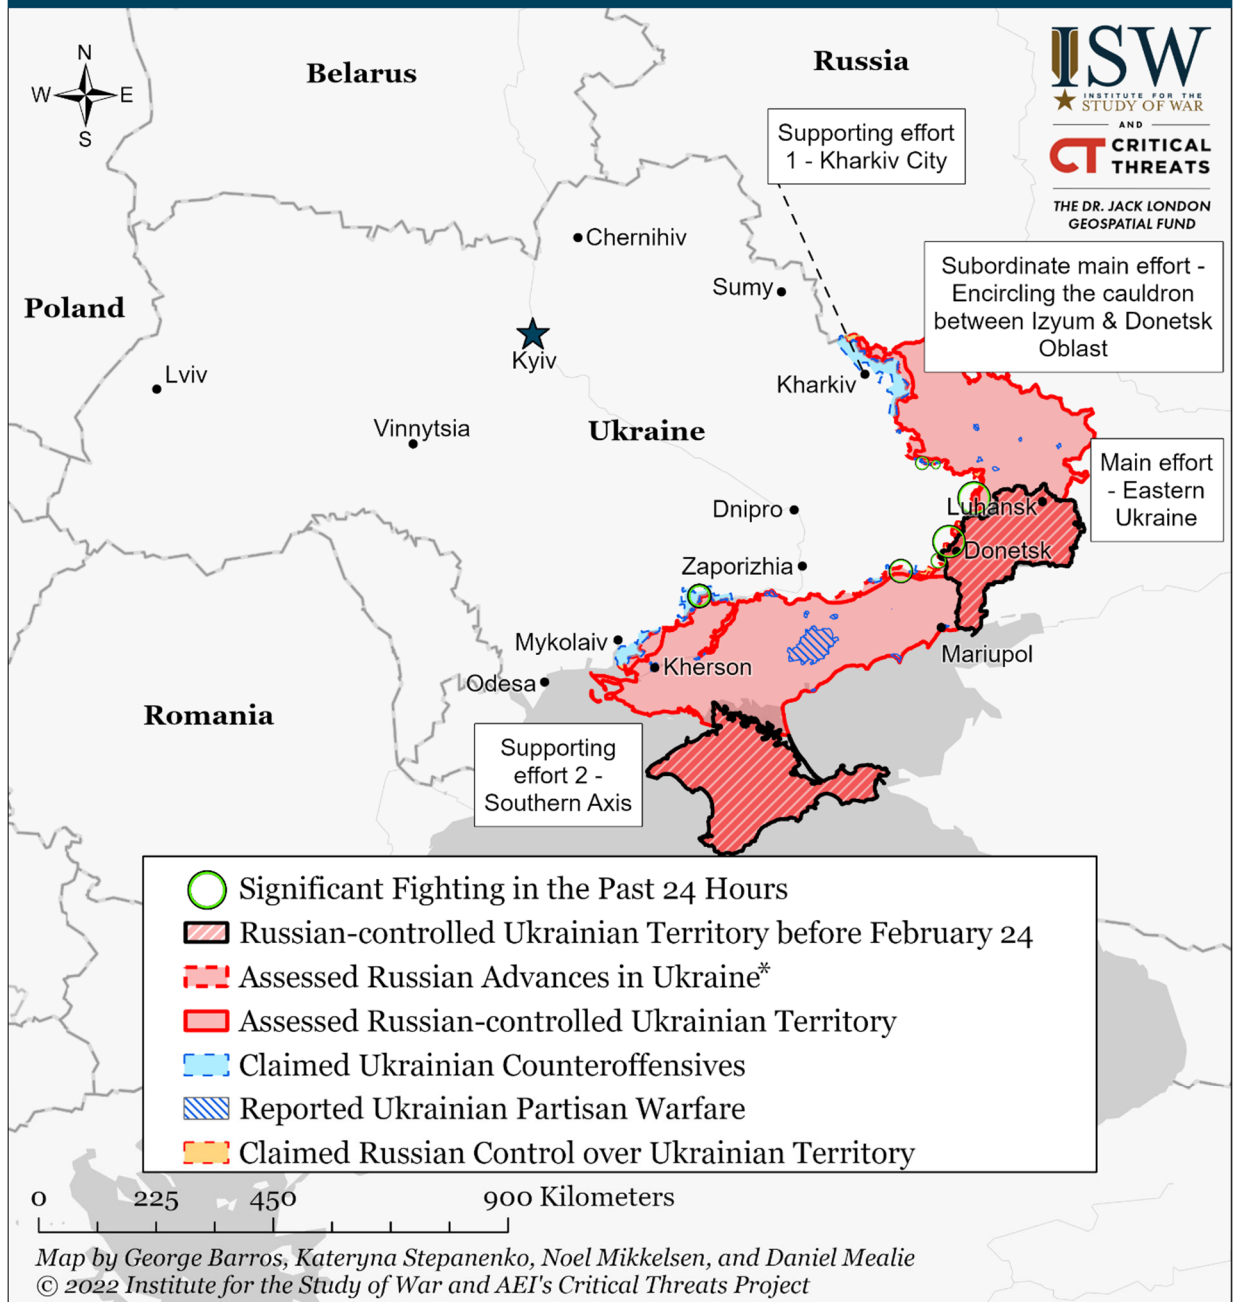 N
W
E
S
Belarus
Russia
ISW
INSTITUTE FOR THE
STUDY OF WAR
AND
CT CRITICAL
THREATS
THE DR. JACK LONDON
GEOSPATIAL FUND
Supporting effort
1 - Kharkiv City
Chernihiv
Subordinate main effort -
Encircling the cauldron
between Izyum & Donetsk
Oblast
Sumy
Poland
Kyiv
Lviv
Kharkiv
Vinnytsia
Ukraine
Main effort
- Eastern
Ukraine
Luhansk
Dnipro
Donetsk
Zaporizhia
Mykolaiv
Mariupol
Kherson
Odesa
Romania
Supporting
effort 2 -
Southern Axis
Significant Fighting in the Past 24 Hours
Russian-controlled Ukrainian Territory before February 24
Assessed Russian Advances in Ukraine*
Assessed Russian-controlled Ukrainian Territory
Claimed Ukrainian Counteroffensives
Reported Ukrainian Partisan Warfare
Claimed Russian Control over Ukrainian Territory
0 225 450 900 Kilometers
Map by George Barros, Kateryna Stepanenko, Noel Mikkelsen, and Daniel Mealie
© 2022 Institute for the Study of War and AEI's Critical Threats Project